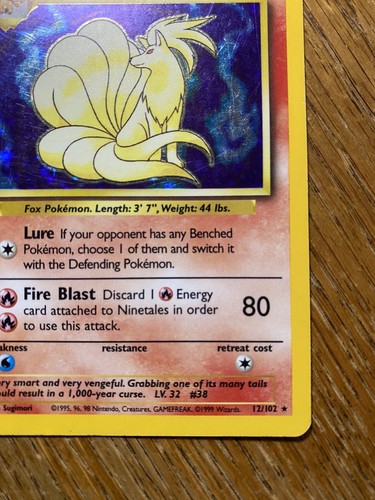 Fox Pokémon. Length: 3' 7", Weight: 44 lbs.
Lure If your opponent has any Benched
Pokémon, choose 1 of them and switch it
with the Defending Pokémon.
Fire Blast Discard 1 Energy
card attached to Ninetales in order
to use this attack.
80
akness resistance retreat cost
ry smart and very vengeful. Grabbing one of its many tails
uld result in a 1,000-year curse. LV. 32 #38
Sugimori ©1995, 96, 98 Nintendo, Creatures, GAMEFREAK. ©1999 Wizards. 12/102 ★